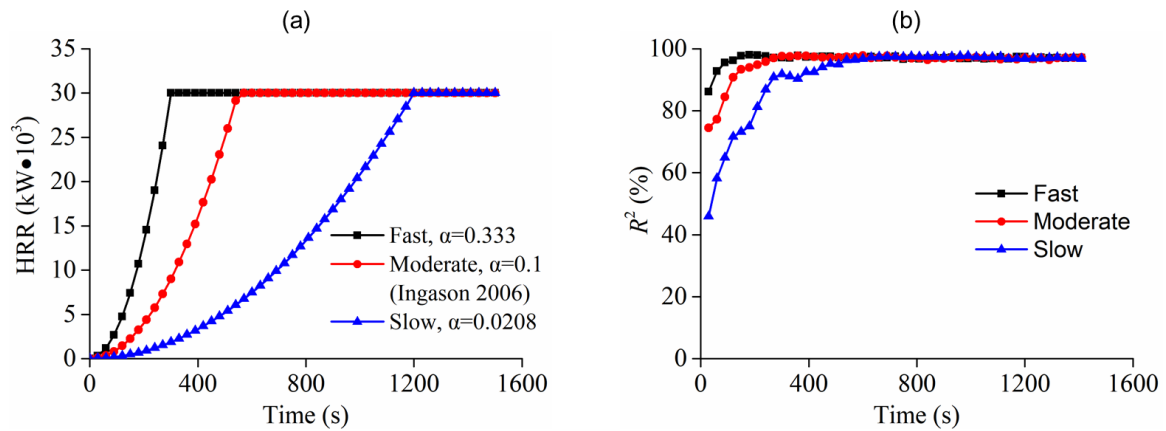 (a)
HRR (kW●10³)
35
30
25
20
15
10
5
0
Fast, α=0.333
Moderate, α=0.1
(Ingason 2006)
Slow, α=0.0208
0 400 800 1200 1600
Time (s)
(b)
R² (%)
100
80
60
40
20
0
Fast
Moderate
Slow
0 400 800 1200 1600
Time (s)